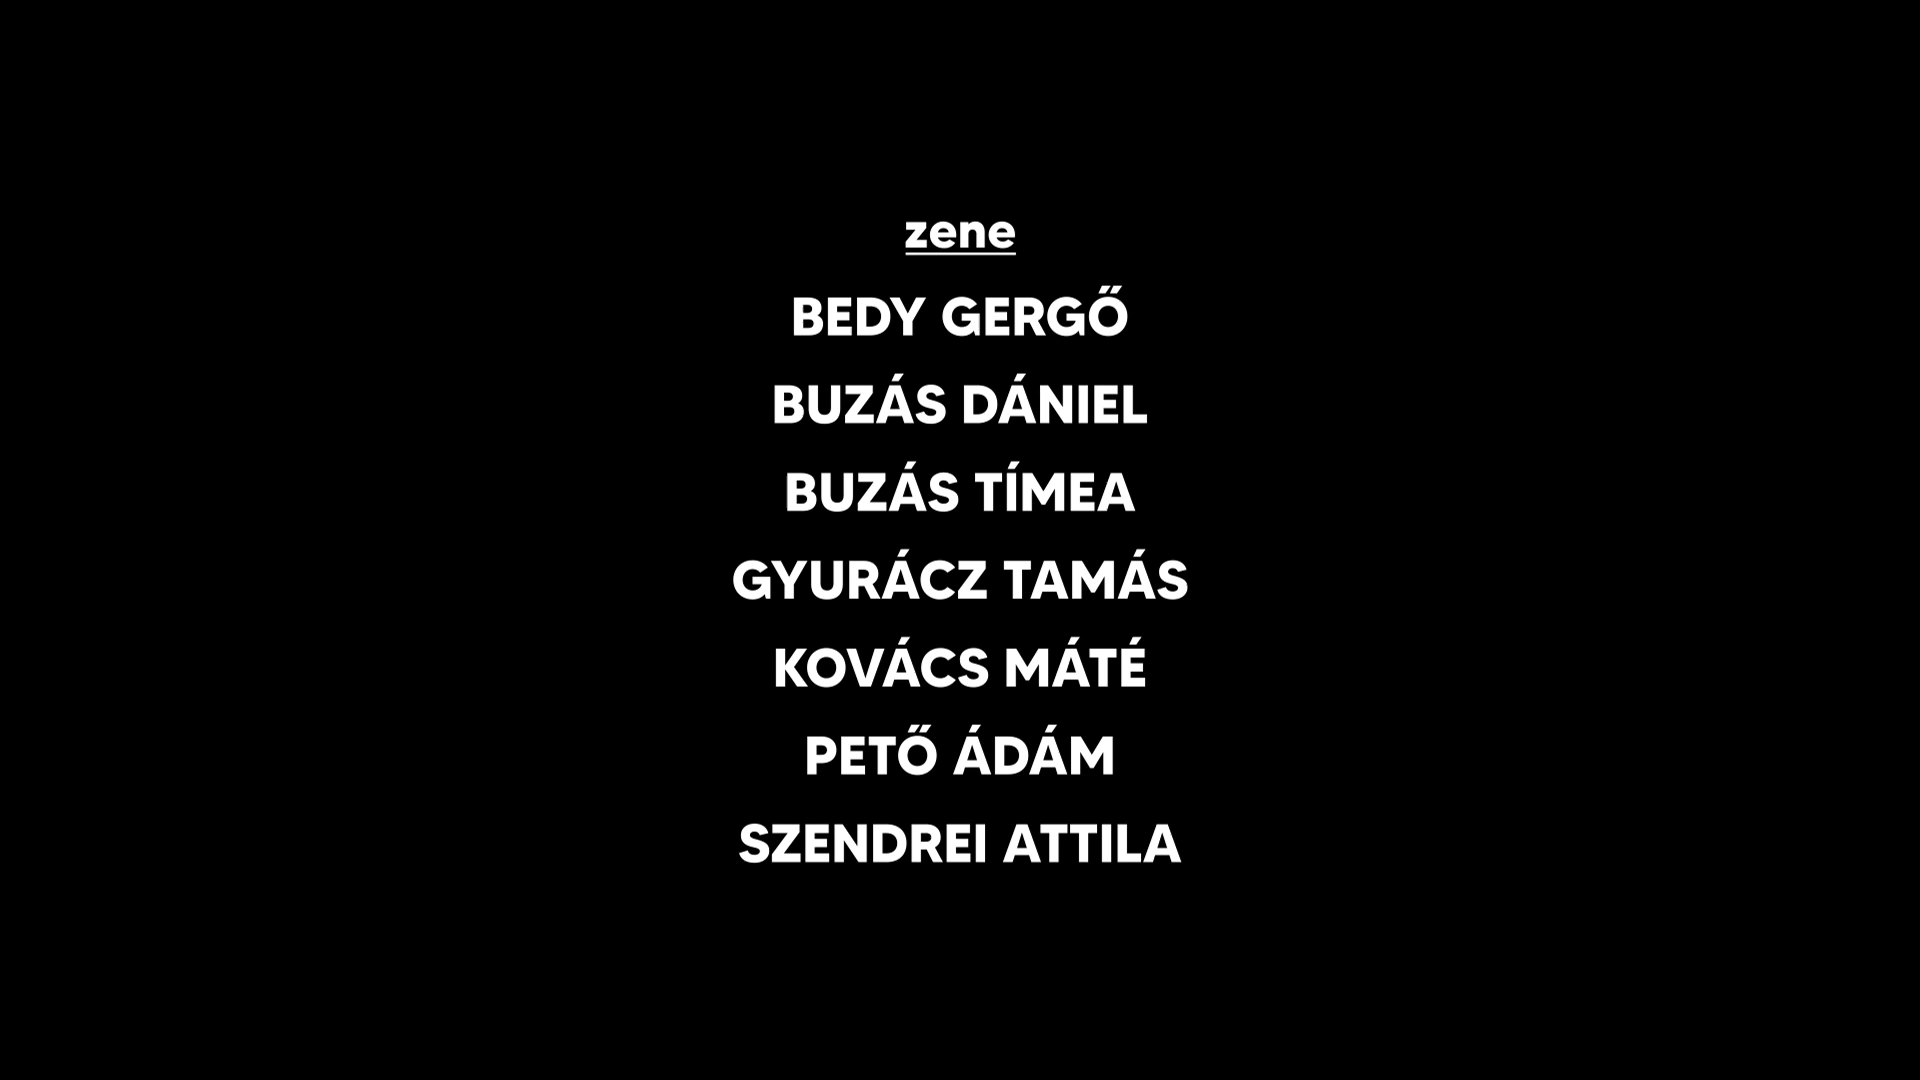 zene
BEDY GERGŐ
BUZÁS DÁNIEL
BUZÁS TÍMEA
GYURÁCZ TAMÁS
KOVÁCS MÁTÉ
PETŐ ÁDÁM
SZENDREI ATTILA